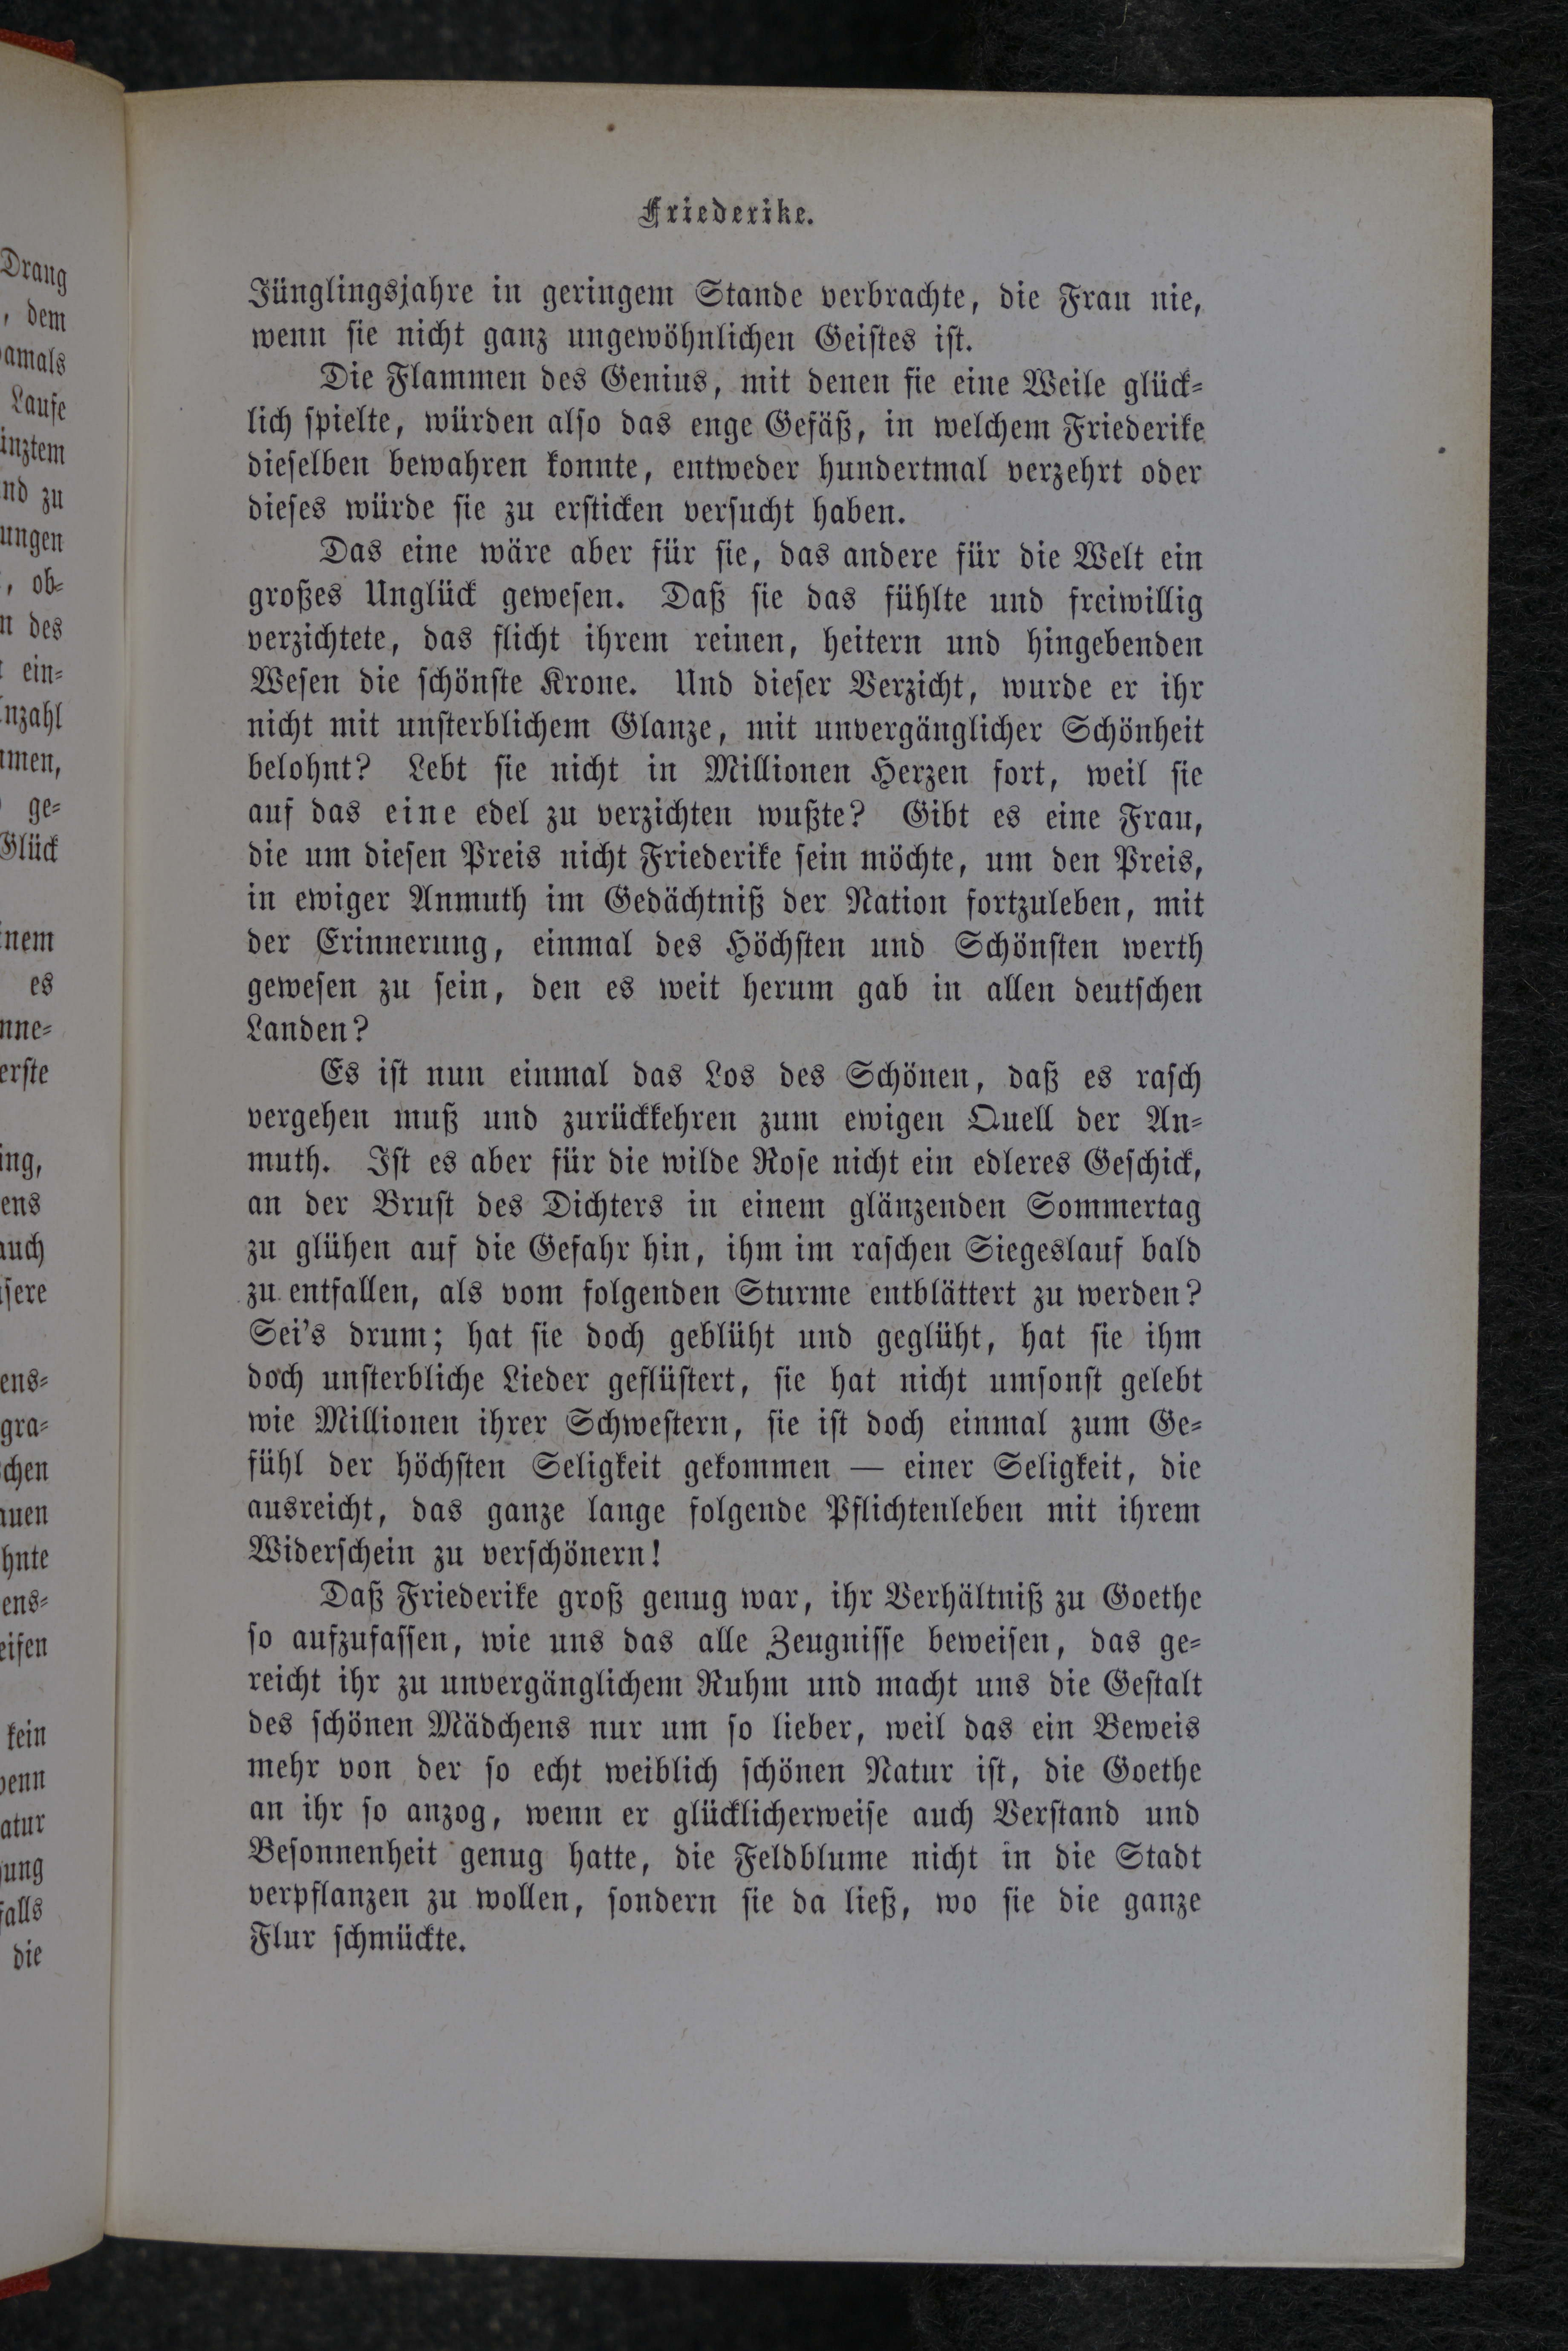 Friederike.
Jünglingsjahre in geringem Stande verbrachte, die Frau nie,
wenn sie nicht ganz ungewöhnlichen Geistes ist.
Die Flammen des Genius, mit denen sie eine Weile glück-
lich spielte, würden also das enge Gefäß, in welchem Friederike
dieselben bewahren konnte, entweder hundertmal verzehrt oder
dieses würde sie zu ersticken versucht haben.
Das eine wäre aber für sie, das andere für die Welt ein
großes Unglück gewesen. Daß sie das fühlte und freiwillig
verzichtete, das flicht ihrem reinen, heitern und hingebenden
Wesen die schönste Krone. Und dieser Verzicht, wurde er ihr
nicht mit unsterblichem Glanze, mit unvergänglicher Schönheit
belohnt? Lebt sie nicht in Millionen Herzen fort, weil sie
auf das eine edel zu verzichten wußte? Gibt es eine Frau,
die um diesen Preis nicht Friederike sein möchte, um den Preis,
in ewiger Anmuth im Gedächtniß der Nation fortzuleben, mit
der Erinnerung, einmal des Höchsten und Schönsten werth
gewesen zu sein, den es weit herum gab in allen deutschen
Landen?
Es ist nun einmal das Los des Schönen, daß es rasch
vergehen muß und zurückkehren zum ewigen Quell der An-
muth. Ist es aber für die wilde Rose nicht ein edleres Geschick,
an der Brust des Dichters in einem glänzenden Sommertag
zu glühen auf die Gefahr hin, ihm im raschen Siegeslauf bald
zu entfallen, als vom folgenden Sturme entblättert zu werden?
Sei's drum; hat sie doch geblüht und geglüht, hat sie ihm
doch unsterbliche Lieder geflüstert, sie hat nicht umsonst gelebt
wie Millionen ihrer Schwestern, sie ist doch einmal zum Ge-
fühl der höchsten Seligkeit gekommen — einer Seligkeit, die
ausreicht, das ganze lange folgende Pflichtenleben mit ihrem
Widerschein zu verschönern!
Daß Friederike groß genug war, ihr Verhältniß zu Goethe
so aufzufassen, wie uns das alle Zeugnisse beweisen, das ge-
reicht ihr zu unvergänglichem Ruhm und macht uns die Gestalt
des schönen Mädchens nur um so lieber, weil das ein Beweis
mehr von der so echt weiblich schönen Natur ist, die Goethe
an ihr so anzog, wenn er glücklicherweise auch Verstand und
Besonnenheit genug hatte, die Feldblume nicht in die Stadt
verpflanzen zu wollen, sondern sie da ließ, wo sie die ganze
Flur schmückte.